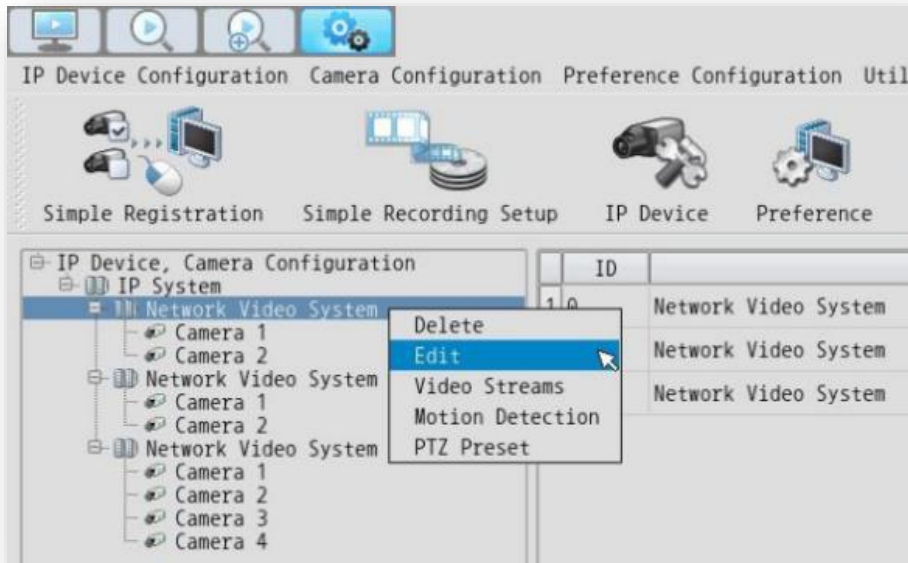 IP Device Configuration Camera Configuration Preference Configuration Util
Simple Registration Simple Recording Setup IP Device Preference
IP Device, Camera Configuration
IP System
Network Video System
Camera 1
Camera 2
Network Video System
Camera 1
Camera 2
Network Video System
Camera 1
Camera 2
Camera 3
Camera 4
Delete
Edit
Video Streams
Motion Detection
PTZ Preset
ID
1 0 Network Video System
Network Video System
Network Video System